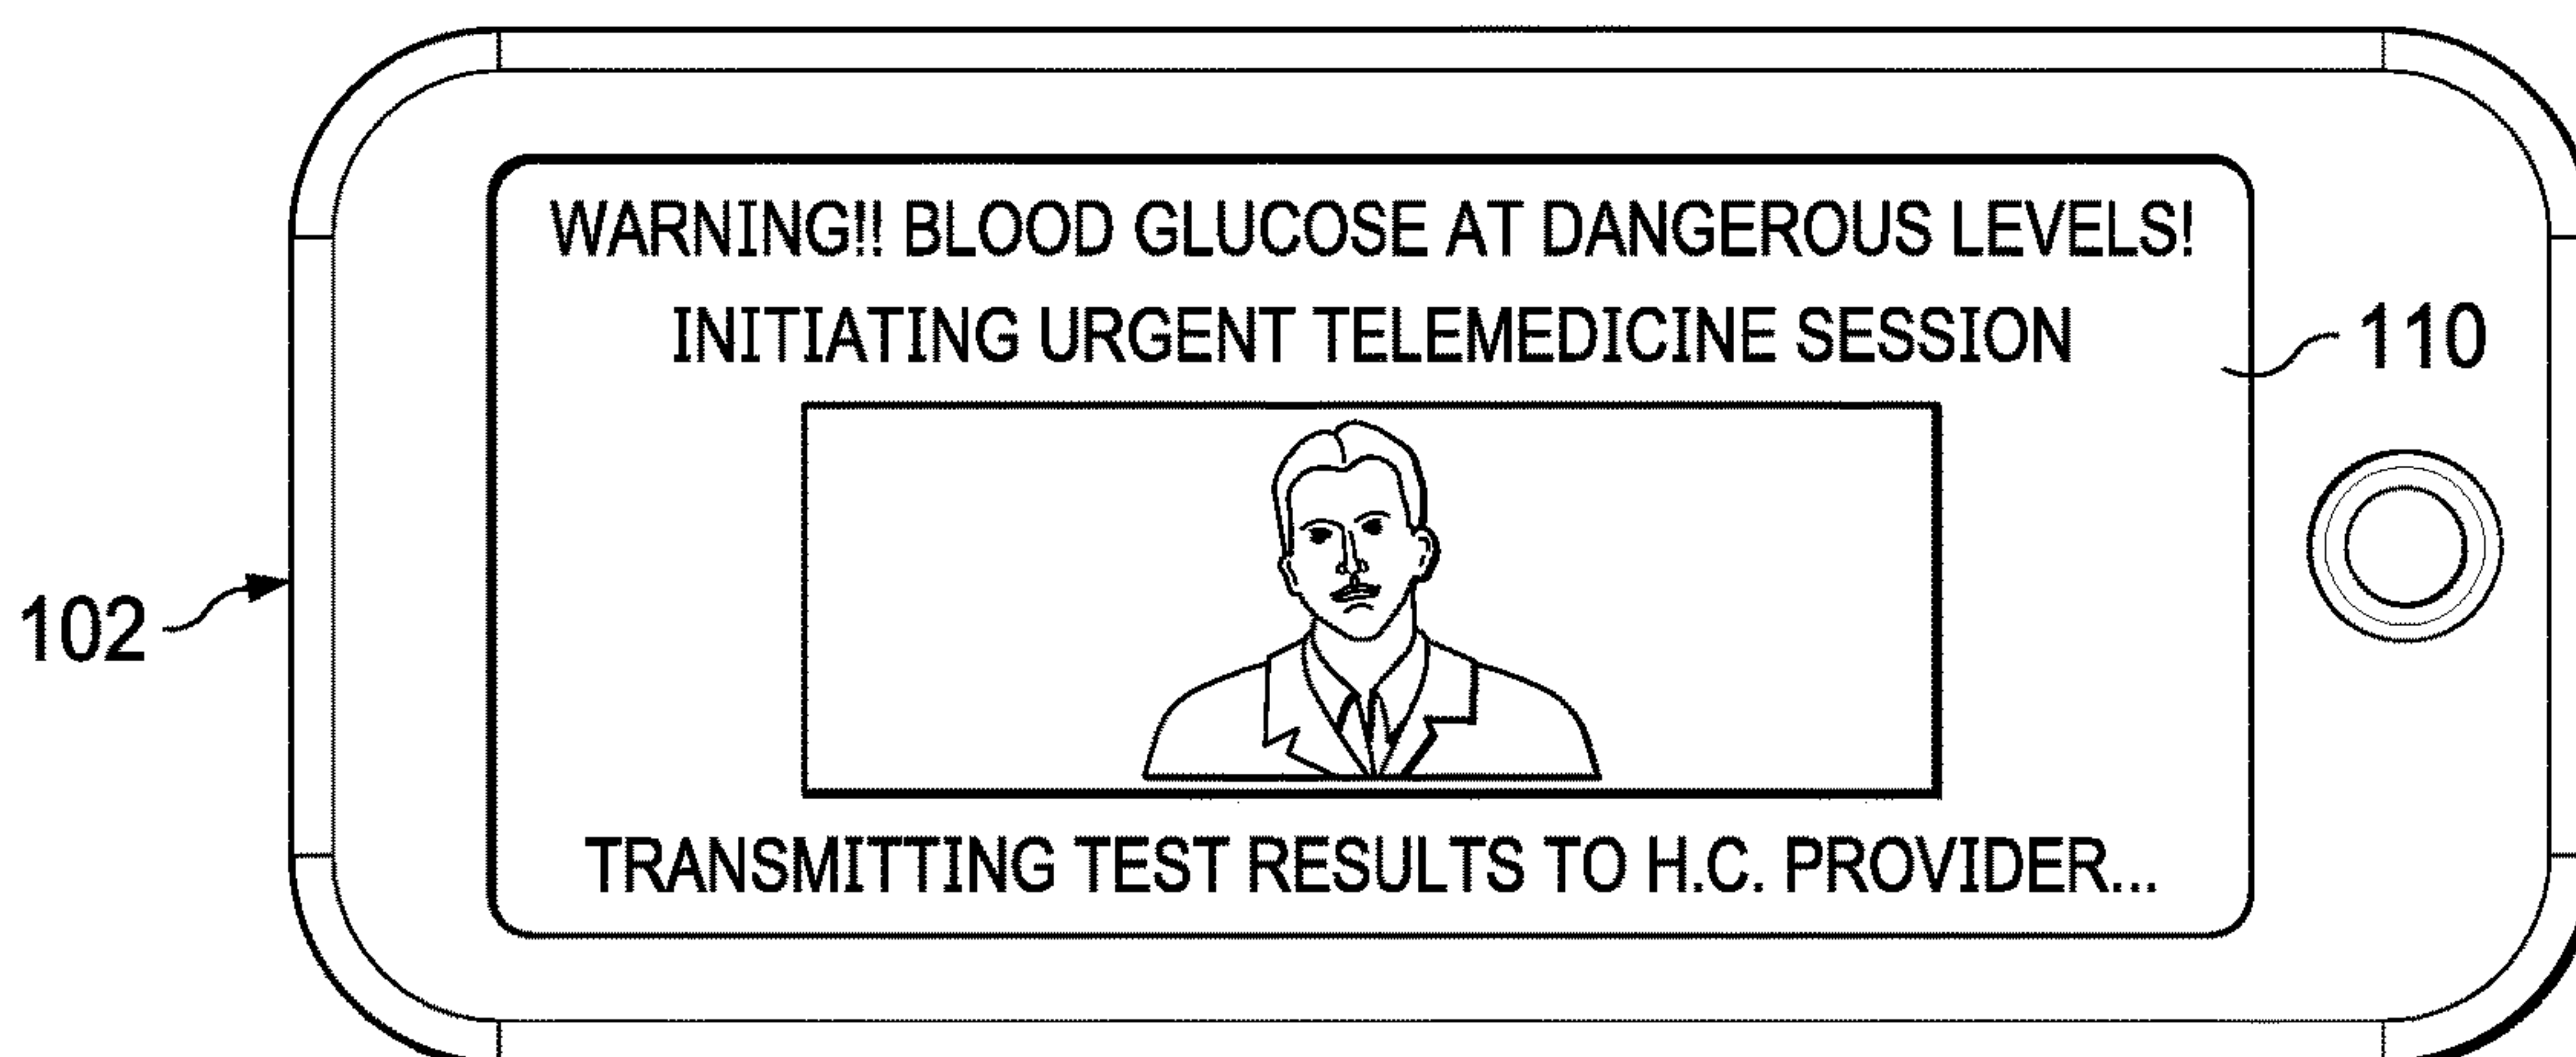 WARNING!! BLOOD GLUCOSE AT DANGEROUS LEVELS!
INITIATING URGENT TELEMEDICINE SESSION
110
102
TRANSMITTING TEST RESULTS TO H.C. PROVIDER...